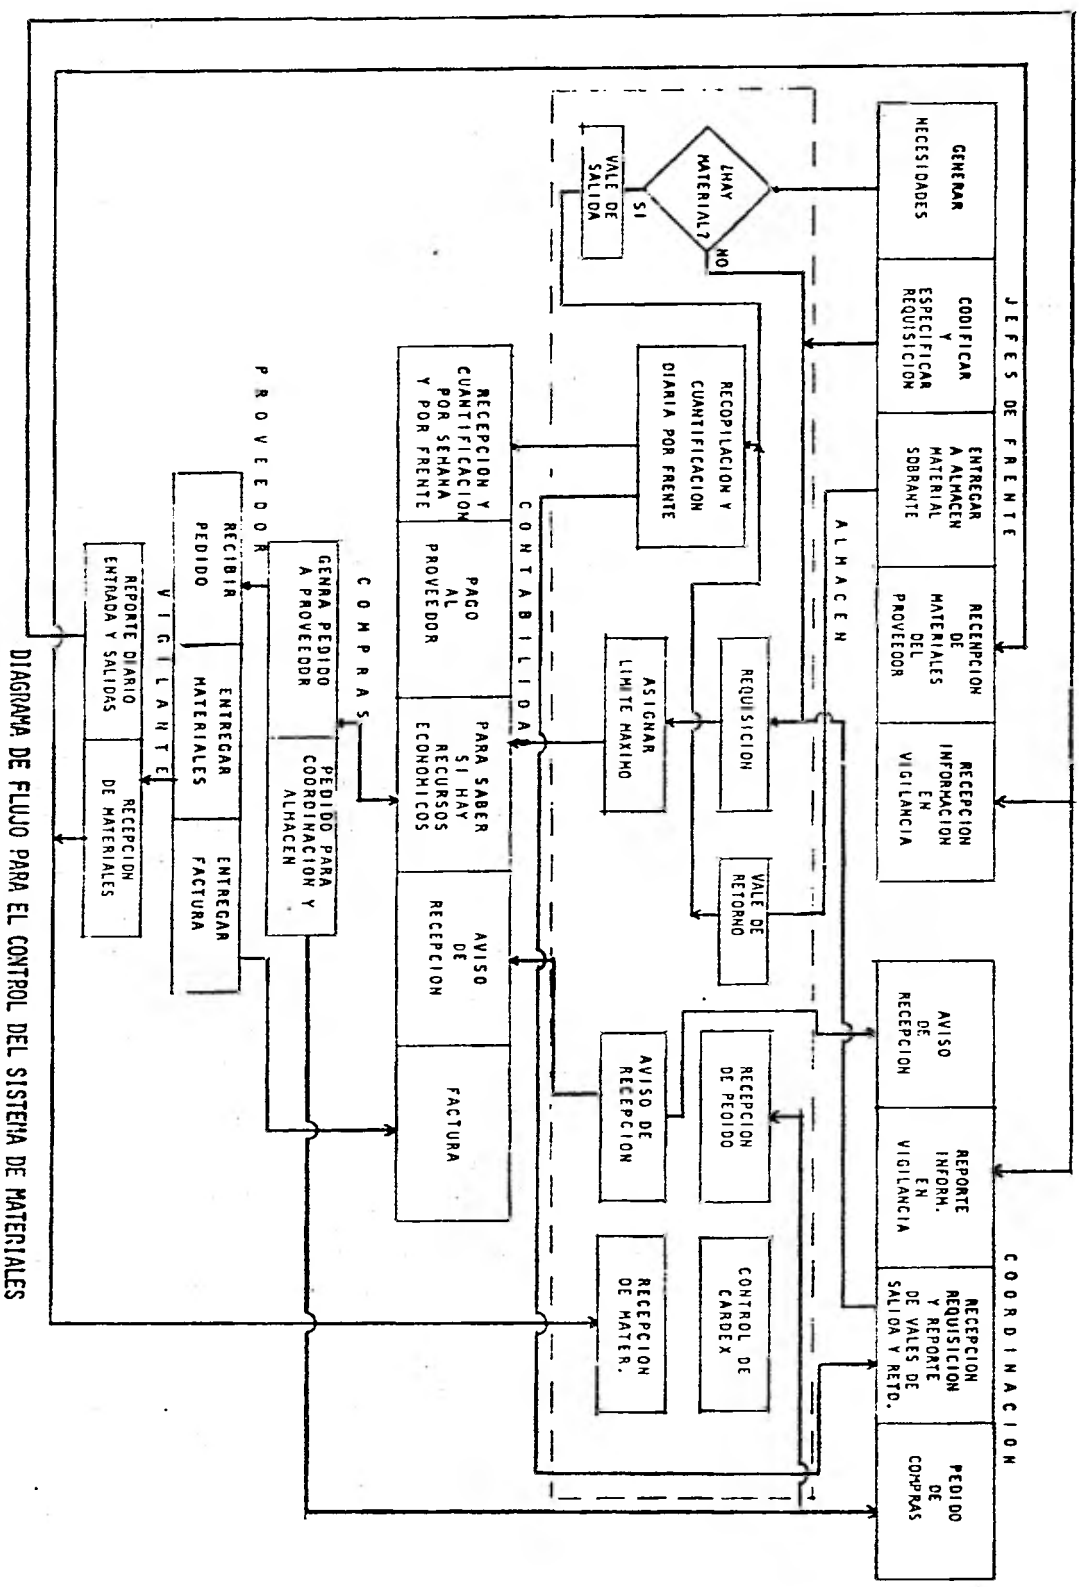 JEFES DE FRENTE
GENERAR
NECESIDADES
CODIFICAR
Y
ESPECIFICAR
REQUISICION
ENTREGAR
A ALMACEN
MATERIAL
SOBRANTE
RECENPCION
DE
MATERIALES
DEL
PROVEEDOR
RECEPCION
INFORMACION
EN
VIGILANCIA
COORDINACION
AVISO
DE
RECEPCION
REPORTE
INFORM.
EN
VIGILANCIA
RECEPCION
REQUISICION
Y REPORTE
DE VALES DE
SALIDA Y RETO.
PEDIDO
DE
COMPRAS
ALMACEN
¿HAY
MATERIAL?
NO
SI
VALE DE
SALIDA
RECOPILACION Y
CUANTIFICACION
DIARIA POR FRENTE
REQUISICION
ASIGNAR
LIMITE MAXIMO
VALE DE
RETORNO
RECEPCION
DE PEDIDO
AVISO DE
RECEPCION
CONTROL DE
CARDEX
RECEPCION
DE MATER.
CONTABILIDA
RECEPCION Y
CUANTIFICACION
POR SEMANA
Y POR FRENTE
PAGO
AL
PROVEEDOR
PARA SABER
SI HAY
RECURSOS
ECONOMICOS
AVISO
DE
RECEPCION
FACTURA
COMPRAS
GENRA PEDIDO
A PROVEEDOR
PEDIDO PARA
COORDINACION Y
ALMACEN
PROVEEDOR
RECIBIR
PEDIDO
ENTREGAR
MATERIALES
ENTREGAR
FACTURA
VIGILANTE
REPORTE DIARIO
ENTRADA Y SALIDAS
RECEPCION
DE MATERIALES
DIAGRAMA DE FLUJO PARA EL CONTROL DEL SISTEMA DE MATERIALES